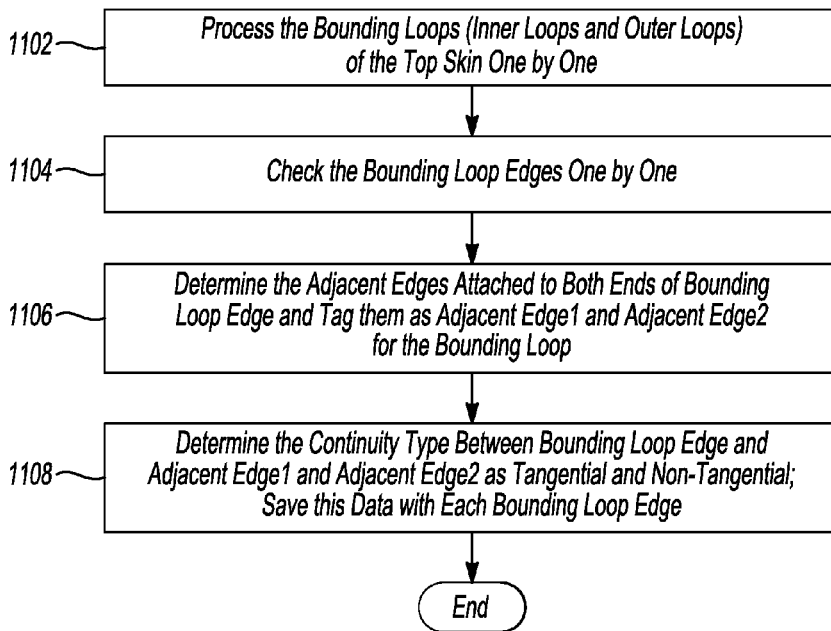 1102
Process the Bounding Loops (Inner Loops and Outer Loops)
of the Top Skin One by One
1104
Check the Bounding Loop Edges One by One
1106
Determine the Adjacent Edges Attached to Both Ends of Bounding
Loop Edge and Tag them as Adjacent Edge1 and Adjacent Edge2
for the Bounding Loop
1108
Determine the Continuity Type Between Bounding Loop Edge and
Adjacent Edge1 and Adjacent Edge2 as Tangential and Non-Tangential;
Save this Data with Each Bounding Loop Edge
End